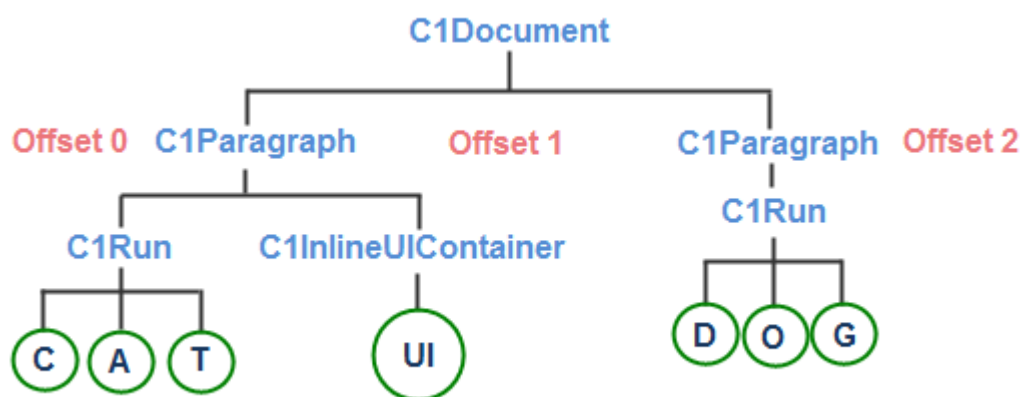 C1Document
Offset 0 C1Paragraph Offset 1 C1Paragraph Offset 2
C1Run
C1Run C1InlineUIContainer
C A T UI D O G